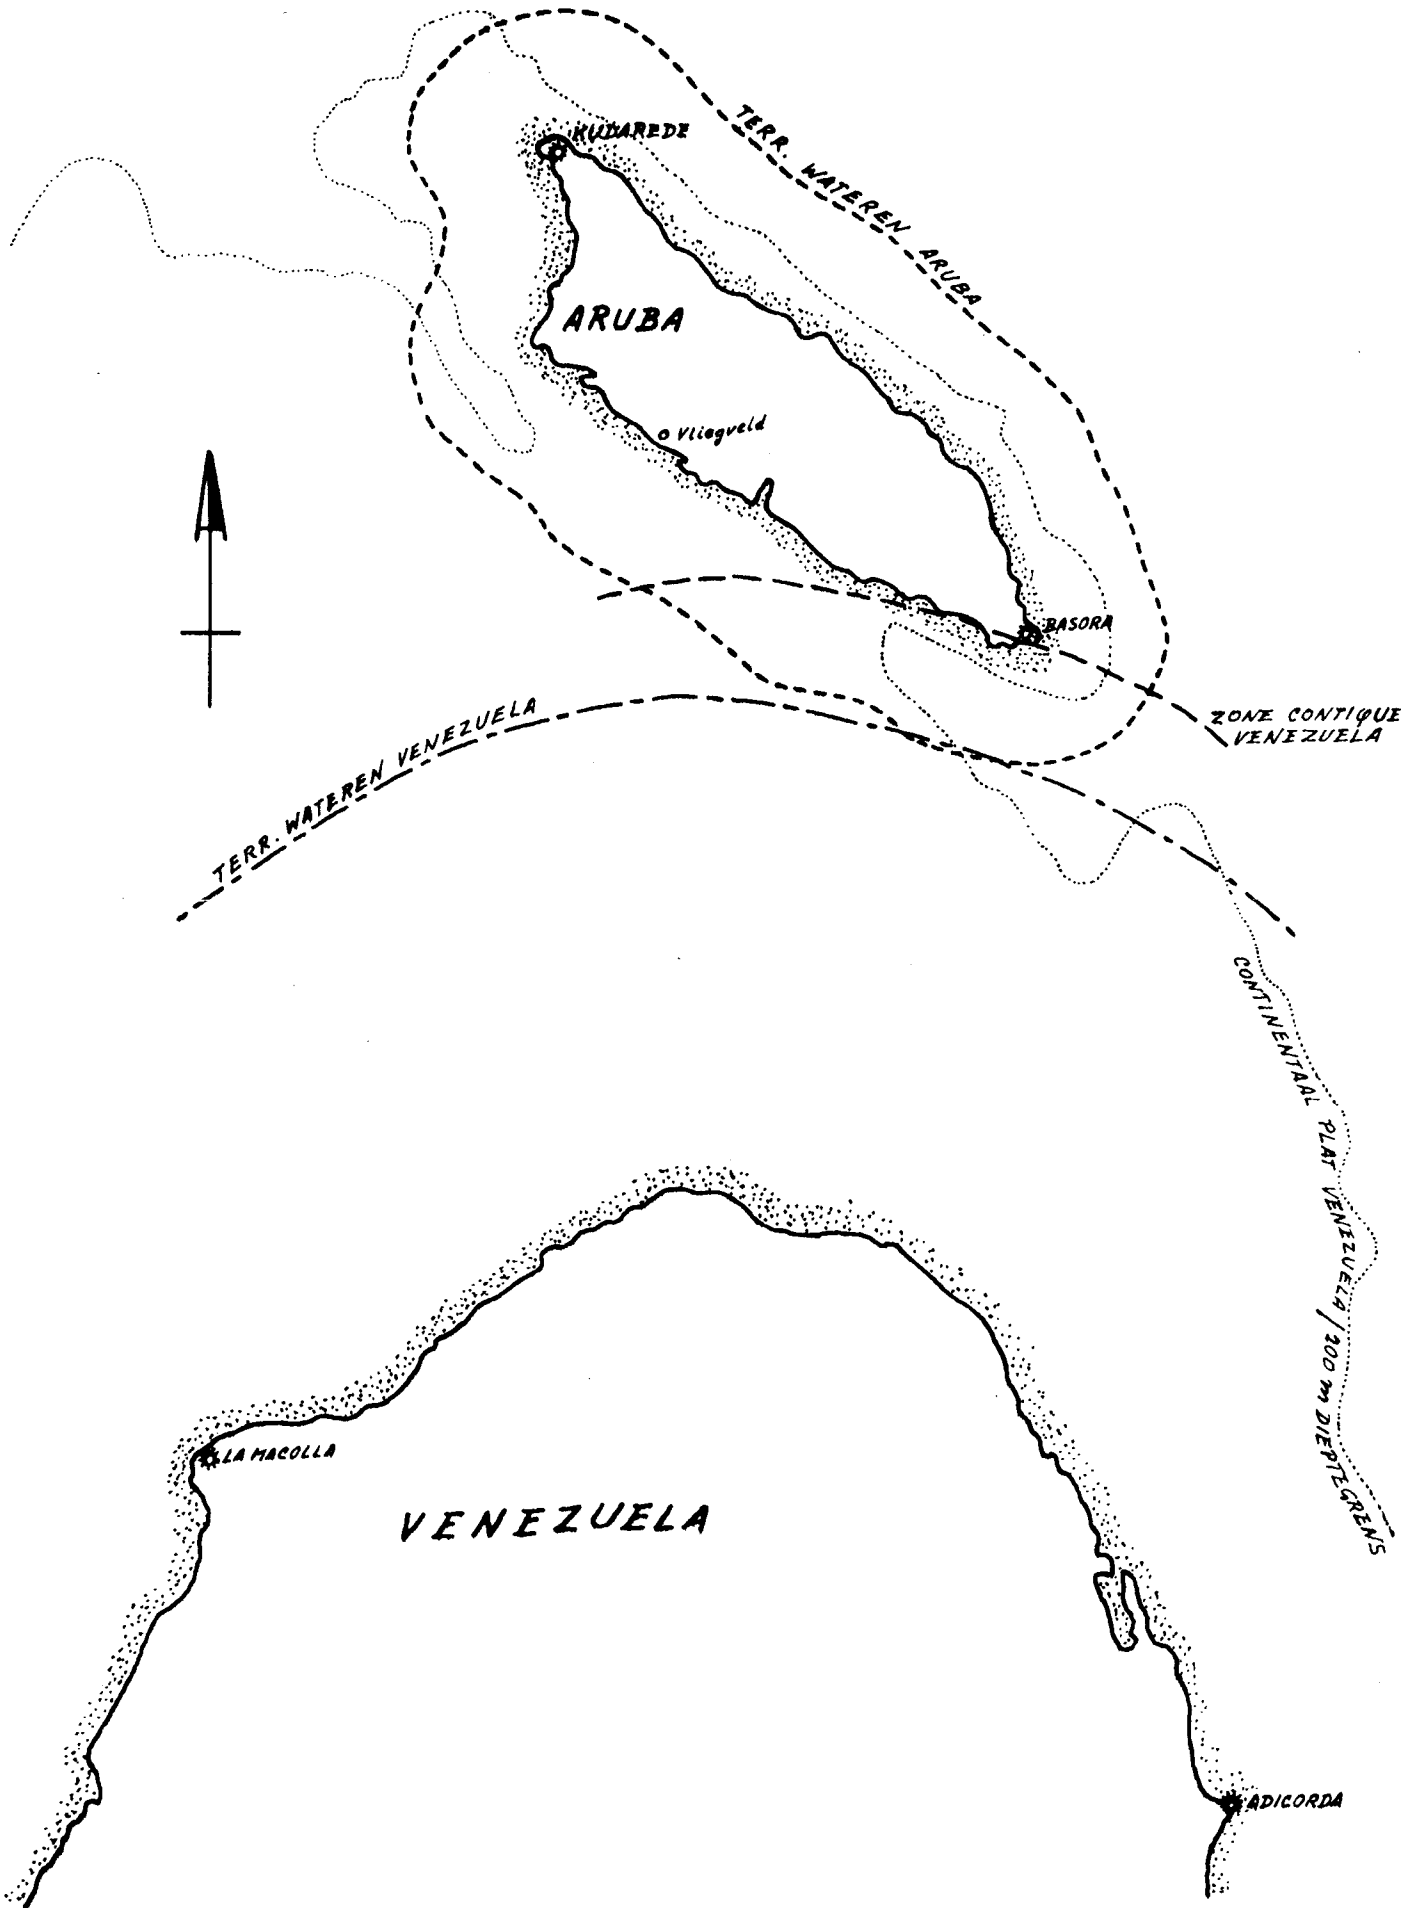 KUDAREDE
TERR. WATEREN ARUBA
ARUBA
Vliegveld
BASORA
ZONE CONTIQUE
VENEZUELA
TERR. WATEREN VENEZUELA
CONTINENTAAL PLAT VENEZUELA / 200 m DIEPTEGRENS
LA MACOLLA
VENEZUELA
ADICORDA